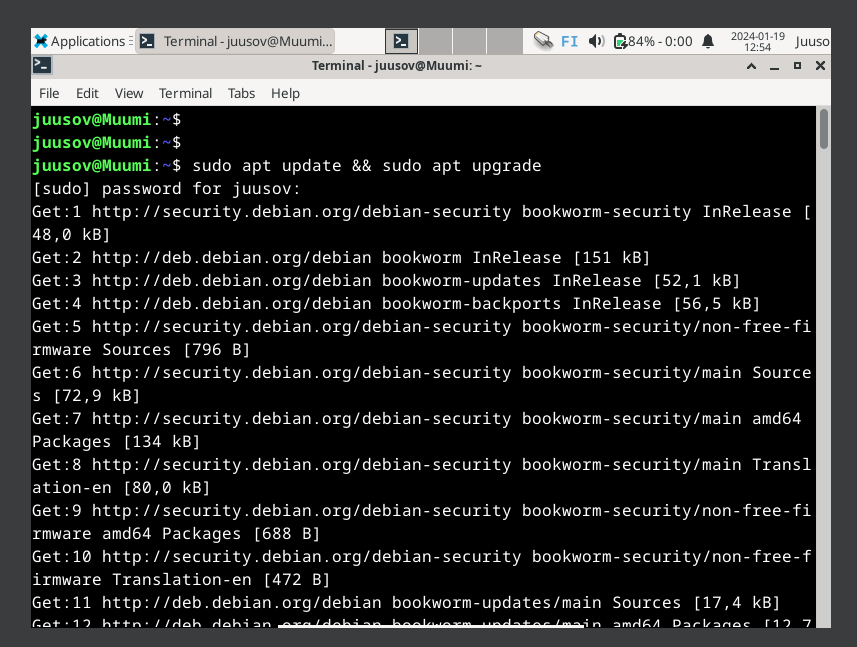 Applications
Terminal - juusov@Muumi...
FI
84% - 0:00
2024-01-19
12:54
Juuso
Terminal - juusov@Muumi: ~
File Edit View Terminal Tabs Help
juusov@Muumi:~$
juusov@Muumi:~$
juusov@Muumi:~$ sudo apt update && sudo apt upgrade
[sudo] password for juusov:
Get:1 http://security.debian.org/debian-security bookworm-security InRelease [
48,0 kB]
Get:2 http://deb.debian.org/debian bookworm InRelease [151 kB]
Get:3 http://deb.debian.org/debian bookworm-updates InRelease [52,1 kB]
Get:4 http://deb.debian.org/debian bookworm-backports InRelease [56,5 kB]
Get:5 http://security.debian.org/debian-security bookworm-security/non-free-fi
rmware Sources [796 B]
Get:6 http://security.debian.org/debian-security bookworm-security/main Source
s [72,9 kB]
Get:7 http://security.debian.org/debian-security bookworm-security/main amd64
Packages [134 kB]
Get:8 http://security.debian.org/debian-security bookworm-security/main Transl
ation-en [80,0 kB]
Get:9 http://security.debian.org/debian-security bookworm-security/non-free-fi
rmware amd64 Packages [688 B]
Get:10 http://security.debian.org/debian-security bookworm-security/non-free-f
irmware Translation-en [472 B]
Get:11 http://deb.debian.org/debian bookworm-updates/main Sources [17,4 kB]
Get:12 http://deb.debian.org/debian bookworm-updates/main amd64 Packages [12,7